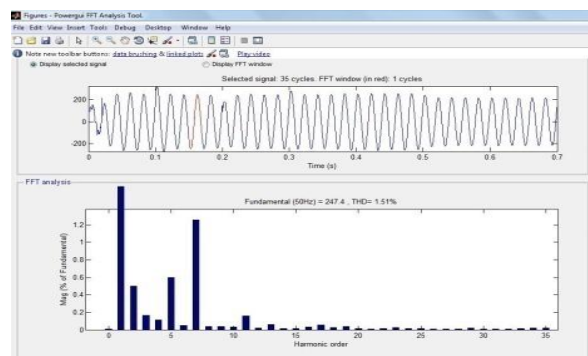 Figures - Powergui FFT Analysis Tool.
File Edit View Insert Tools Debug Desktop Window Help
Note new toolbar buttons: data brushing & linked plots Play video
Display selected signal Display FFT window
Selected signal: 35 cycles. FFT window (in red): 1 cycles
200
0
-200
0 0.1 0.2 0.3 0.4 0.5 0.6 0.7
Time (s)
FFT analysis
Fundamental (50Hz) = 247.4 , THD= 1.51%
Mag (% of Fundamental)
1.2
1
0.8
0.6
0.4
0.2
0
0 5 10 15 20 25 30 35
Harmonic order